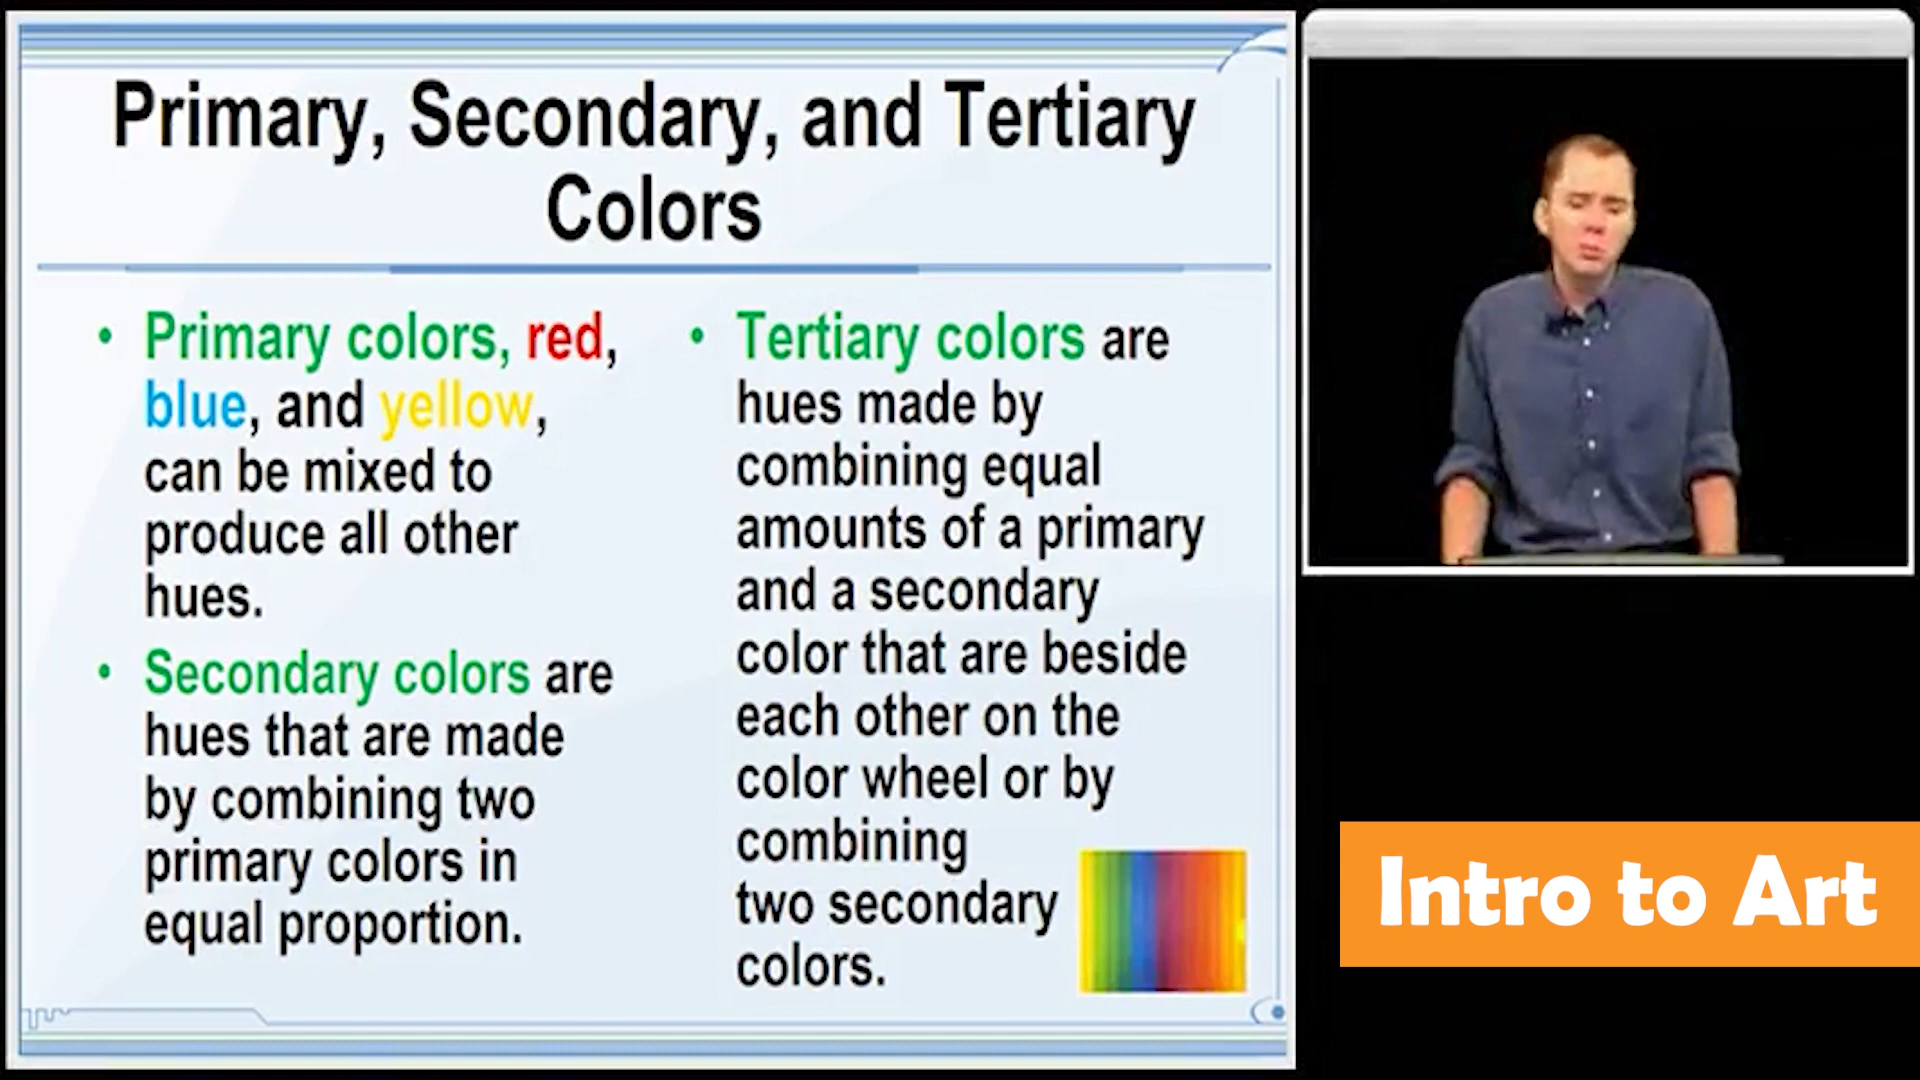 Primary, Secondary, and Tertiary
Colors
• Primary colors, red,
blue, and yellow,
can be mixed to
produce all other
hues.
• Secondary colors are
hues that are made
by combining two
primary colors in
equal proportion.
• Tertiary colors are
hues made by
combining equal
amounts of a primary
and a secondary
color that are beside
each other on the
color wheel or by
combining
two secondary
colors.
Intro to Art